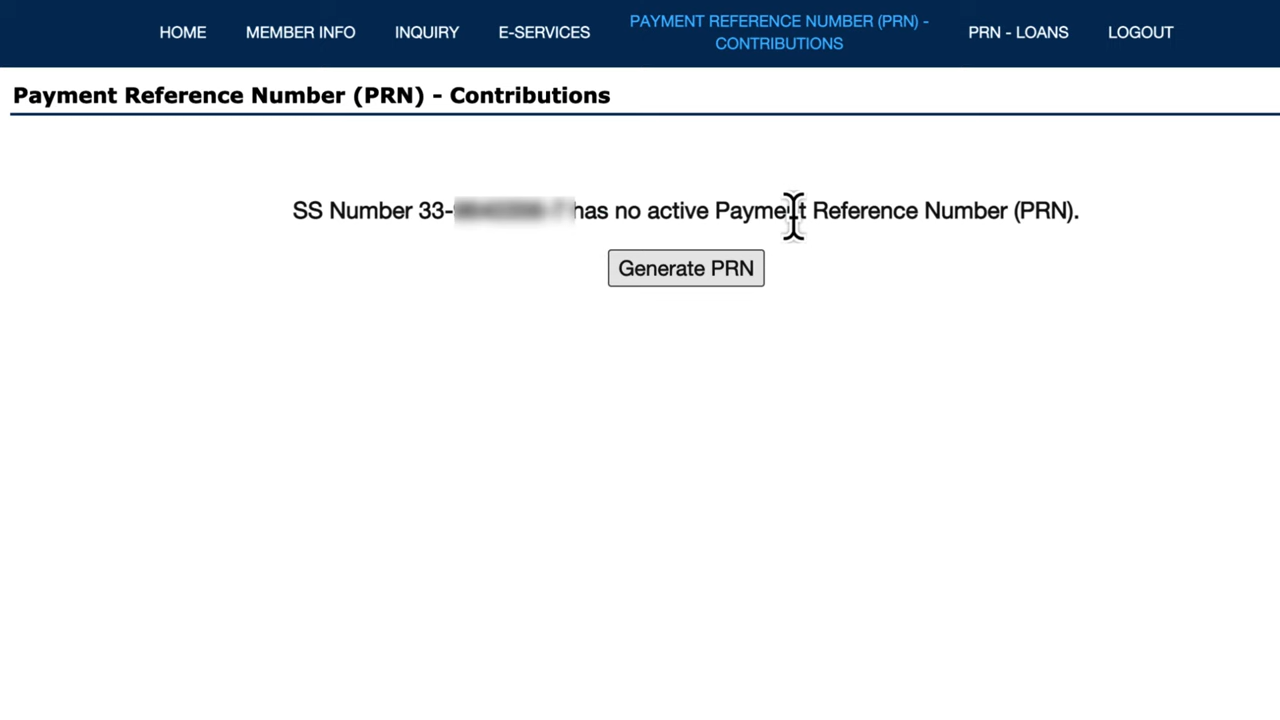 HOME MEMBER INFO INQUIRY E-SERVICES PAYMENT REFERENCE NUMBER (PRN) -
CONTRIBUTIONS PRN - LOANS LOGOUT
Payment Reference Number (PRN) - Contributions
SS Number 33- has no active Payment Reference Number (PRN).
Generate PRN